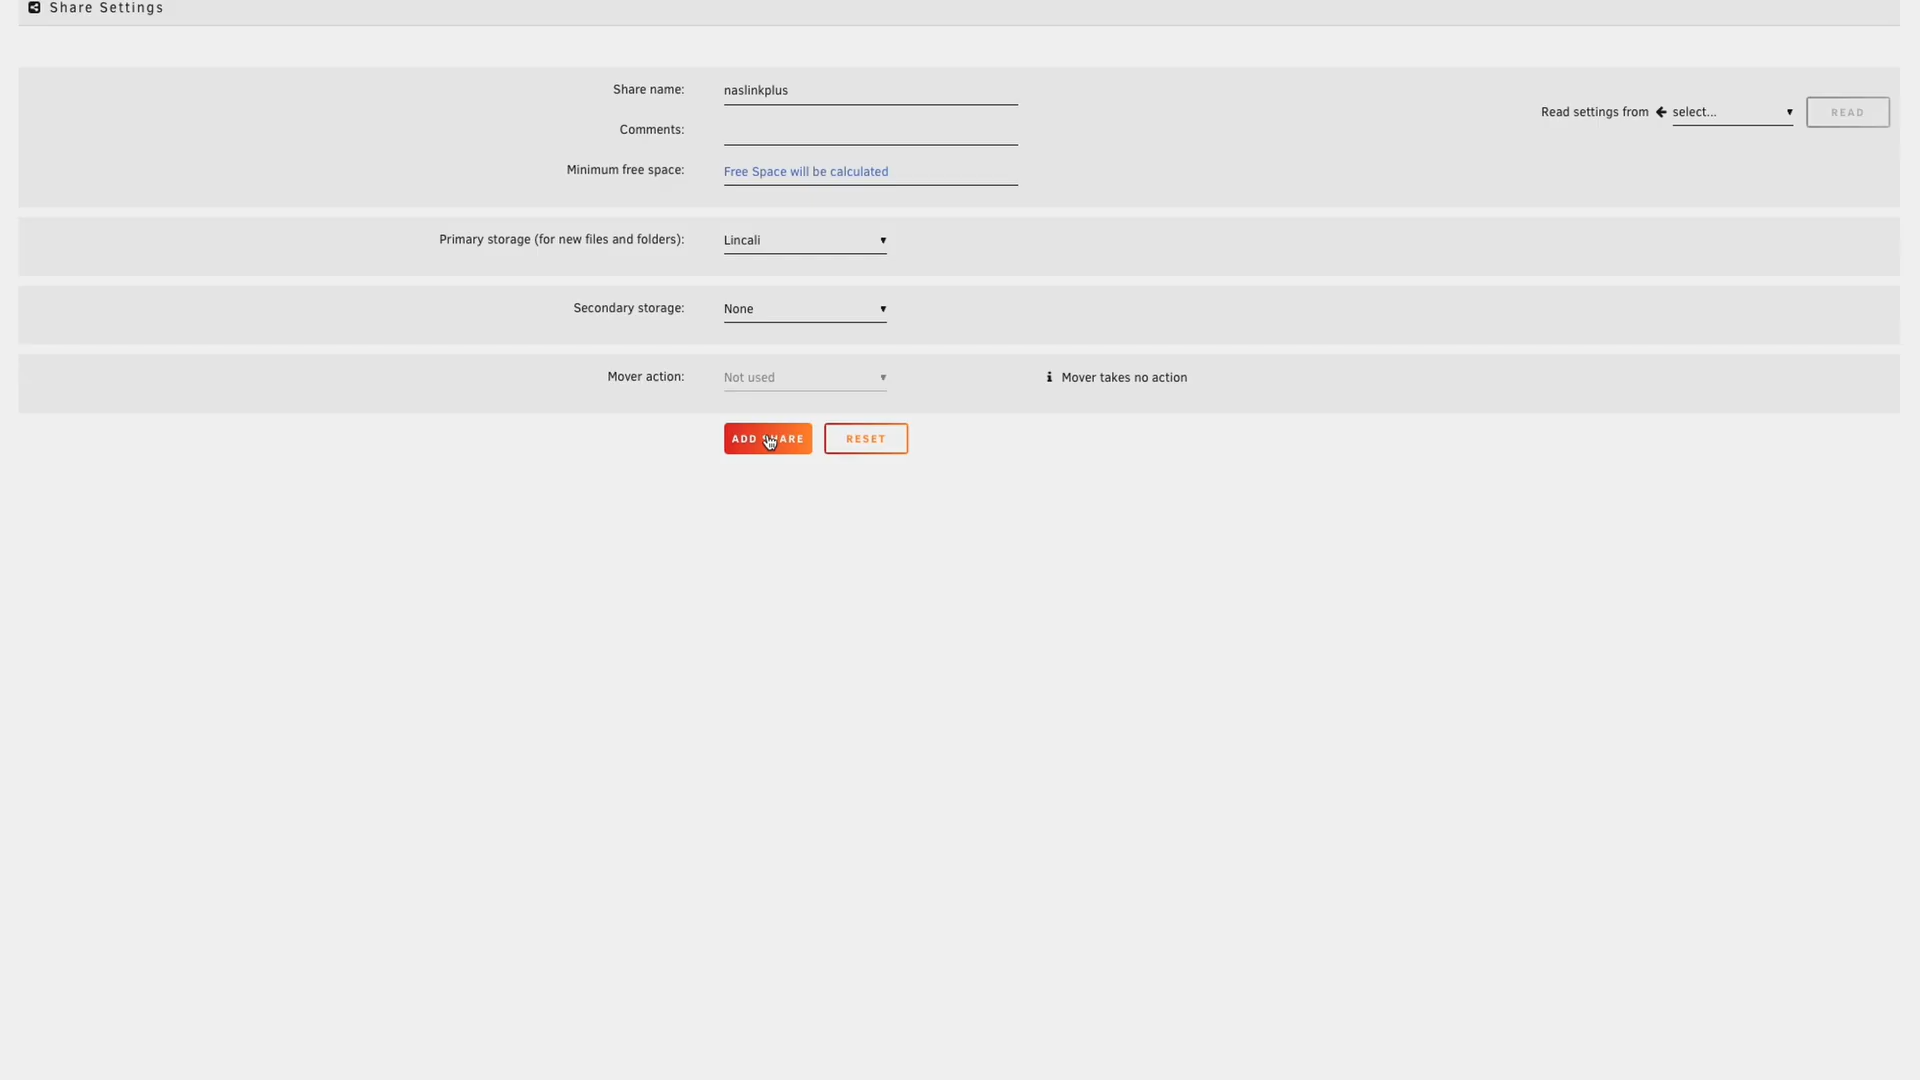 Share Settings
Share name: naslinkplus
Read settings from select... READ
Comments:
Minimum free space: Free Space will be calculated
Primary storage (for new files and folders): Lincali
Secondary storage: None
Mover action: Not used Mover takes no action
ADD SHARE RESET